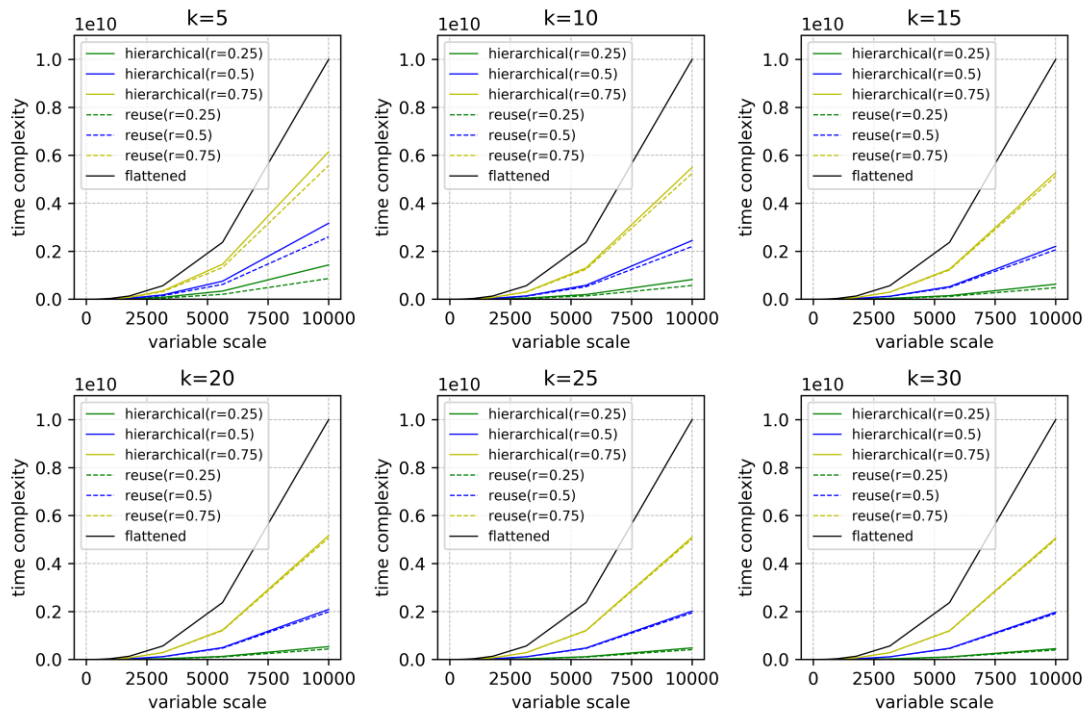 k=5
1e10
hierarchical(r=0.25)
hierarchical(r=0.5)
hierarchical(r=0.75)
reuse(r=0.25)
reuse(r=0.5)
reuse(r=0.75)
flattened
1.0
0.8
0.6
0.4
0.2
0.0
time complexity
0 2500 5000 7500 10000
variable scale
k=10
1e10
hierarchical(r=0.25)
hierarchical(r=0.5)
hierarchical(r=0.75)
reuse(r=0.25)
reuse(r=0.5)
reuse(r=0.75)
flattened
1.0
0.8
0.6
0.4
0.2
0.0
time complexity
0 2500 5000 7500 10000
variable scale
k=15
1e10
hierarchical(r=0.25)
hierarchical(r=0.5)
hierarchical(r=0.75)
reuse(r=0.25)
reuse(r=0.5)
reuse(r=0.75)
flattened
1.0
0.8
0.6
0.4
0.2
0.0
time complexity
0 2500 5000 7500 10000
variable scale
k=20
1e10
hierarchical(r=0.25)
hierarchical(r=0.5)
hierarchical(r=0.75)
reuse(r=0.25)
reuse(r=0.5)
reuse(r=0.75)
flattened
1.0
0.8
0.6
0.4
0.2
0.0
time complexity
0 2500 5000 7500 10000
variable scale
k=25
1e10
hierarchical(r=0.25)
hierarchical(r=0.5)
hierarchical(r=0.75)
reuse(r=0.25)
reuse(r=0.5)
reuse(r=0.75)
flattened
1.0
0.8
0.6
0.4
0.2
0.0
time complexity
0 2500 5000 7500 10000
variable scale
k=30
1e10
hierarchical(r=0.25)
hierarchical(r=0.5)
hierarchical(r=0.75)
reuse(r=0.25)
reuse(r=0.5)
reuse(r=0.75)
flattened
1.0
0.8
0.6
0.4
0.2
0.0
time complexity
0 2500 5000 7500 10000
variable scale